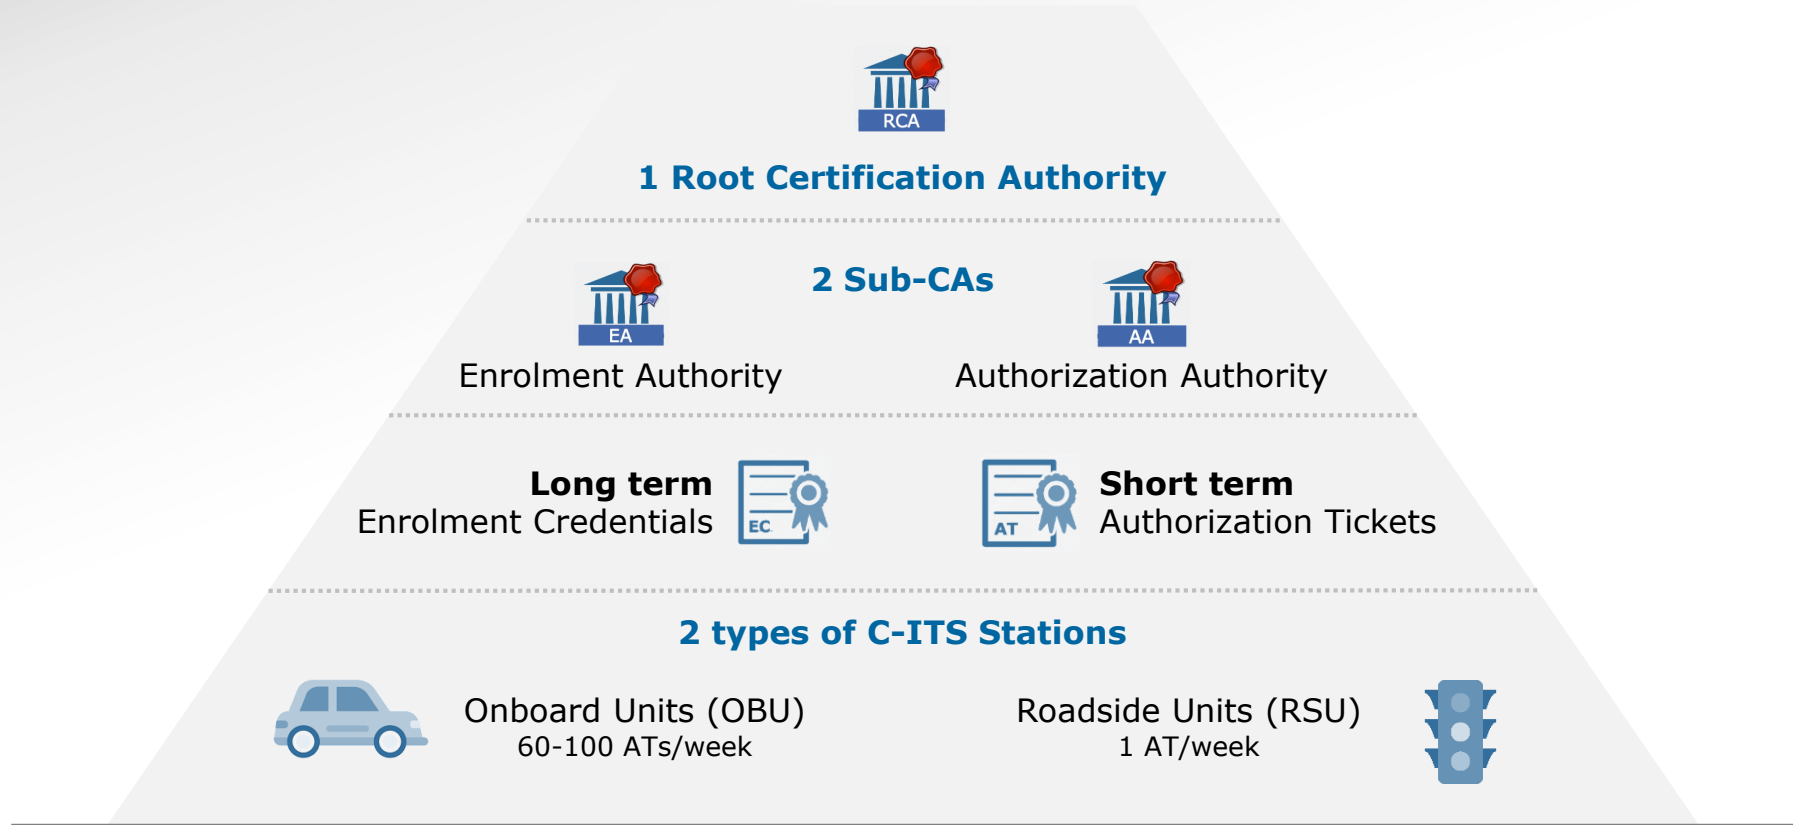 RCA
1 Root Certification Authority
2 Sub-CAs
EA
AA
Enrolment Authority
Authorization Authority
Long term
Enrolment Credentials
EC
AT
Short term
Authorization Tickets
2 types of C-ITS Stations
Onboard Units (OBU)
60-100 ATs/week
Roadside Units (RSU)
1 AT/week